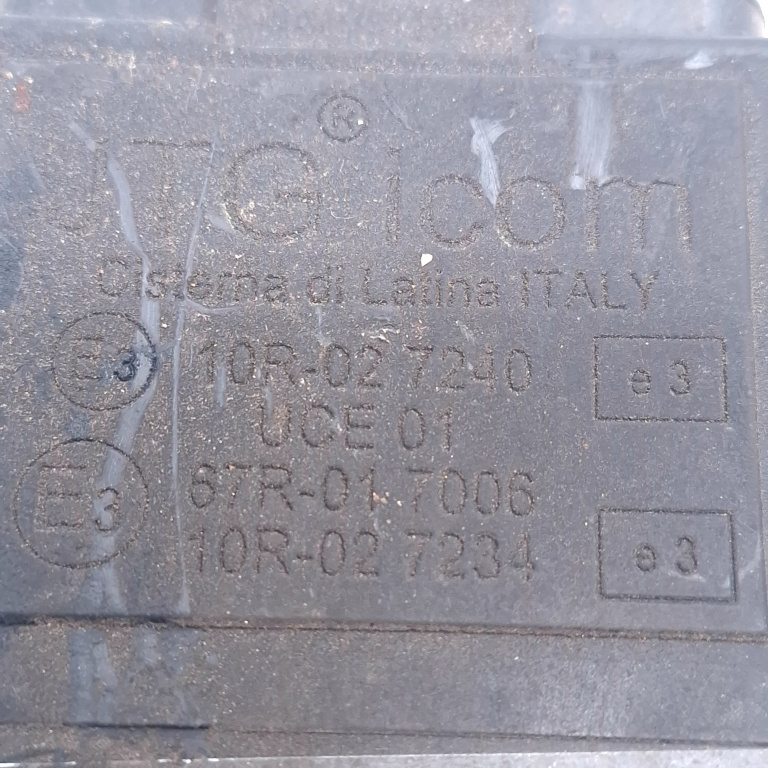 JTG® icom
Cisterna di Latina ITALY
E3 10R-02 7240 e3
UCE 01
E3 67R-01 7006
10R-02 7234 e3